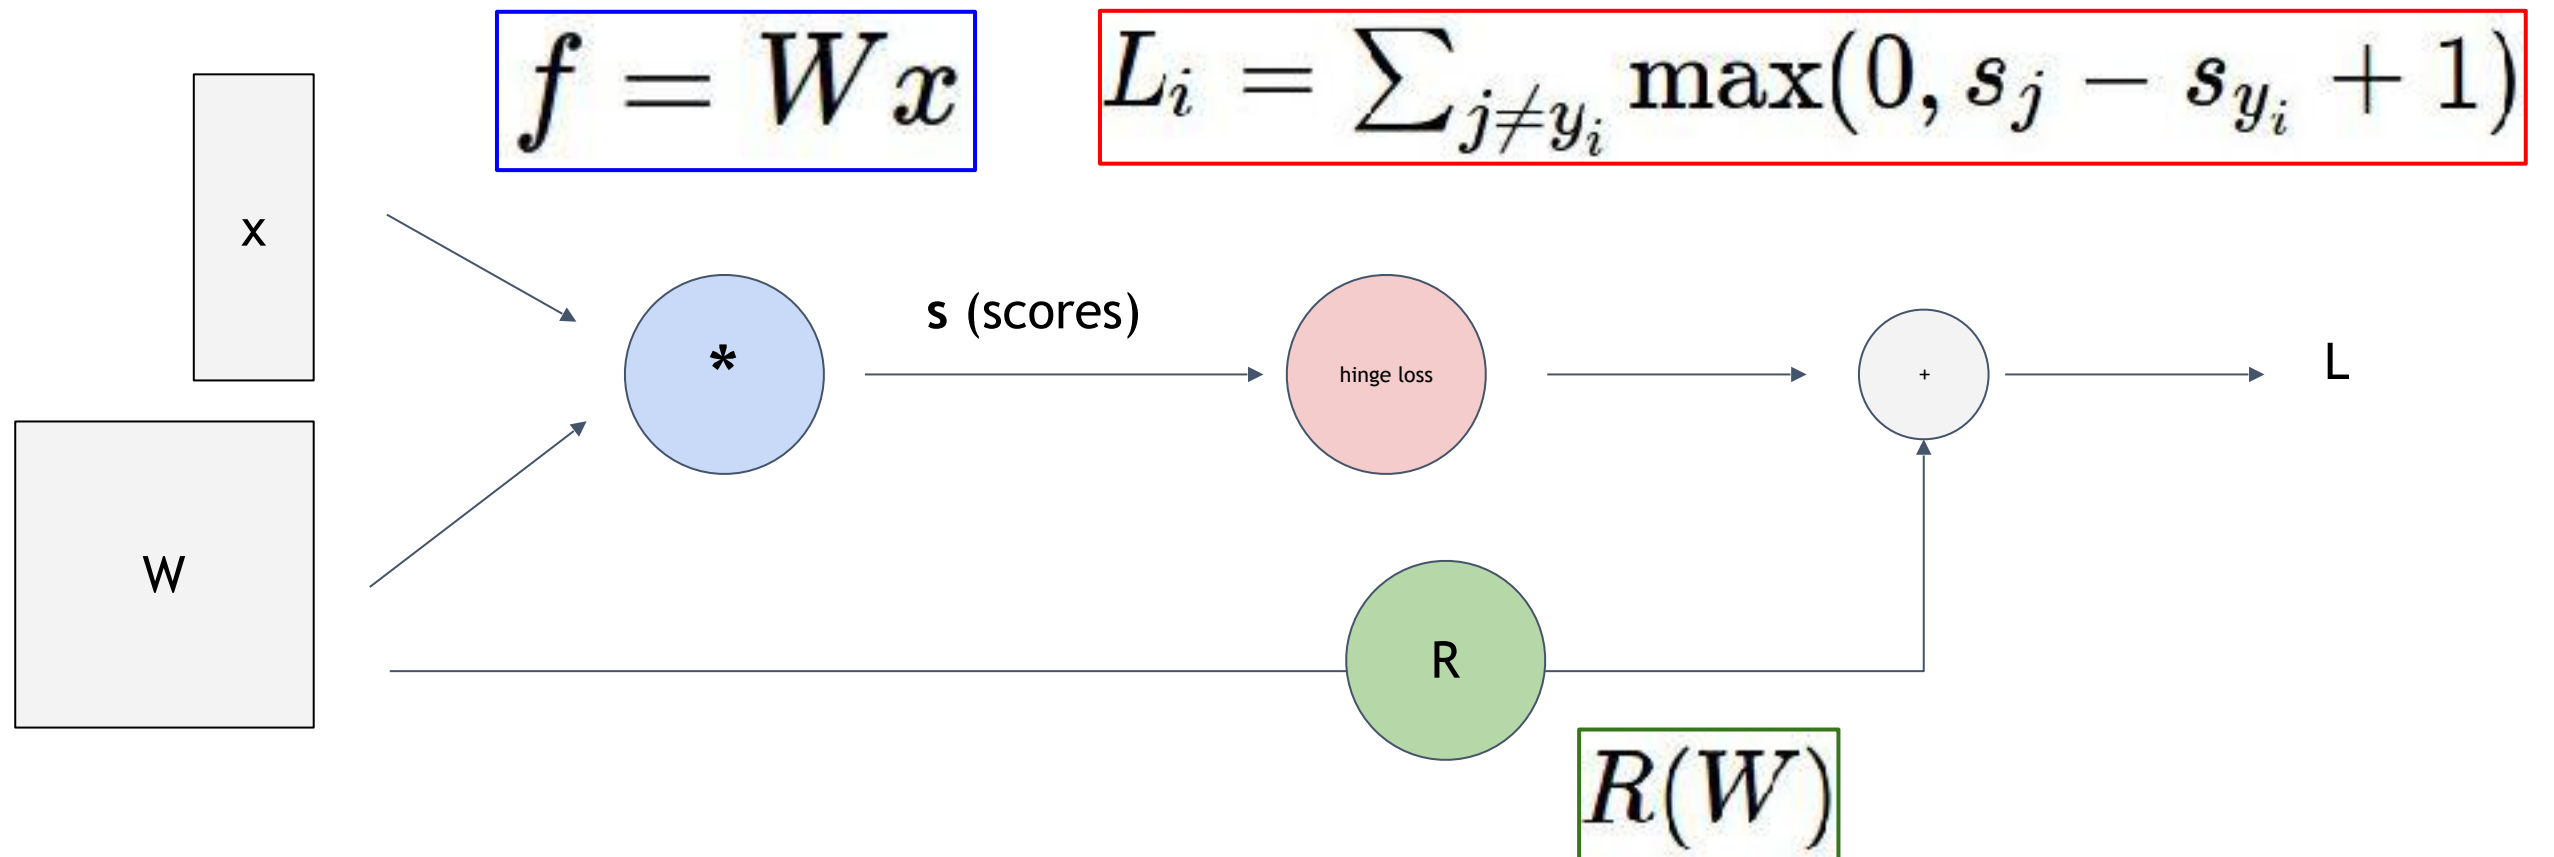 f = Wx
L_i = ∑_{j≠y_i} max(0, s_j − s_{y_i} + 1)
x
s (scores)
*
hinge loss
+
L
W
R
R(W)